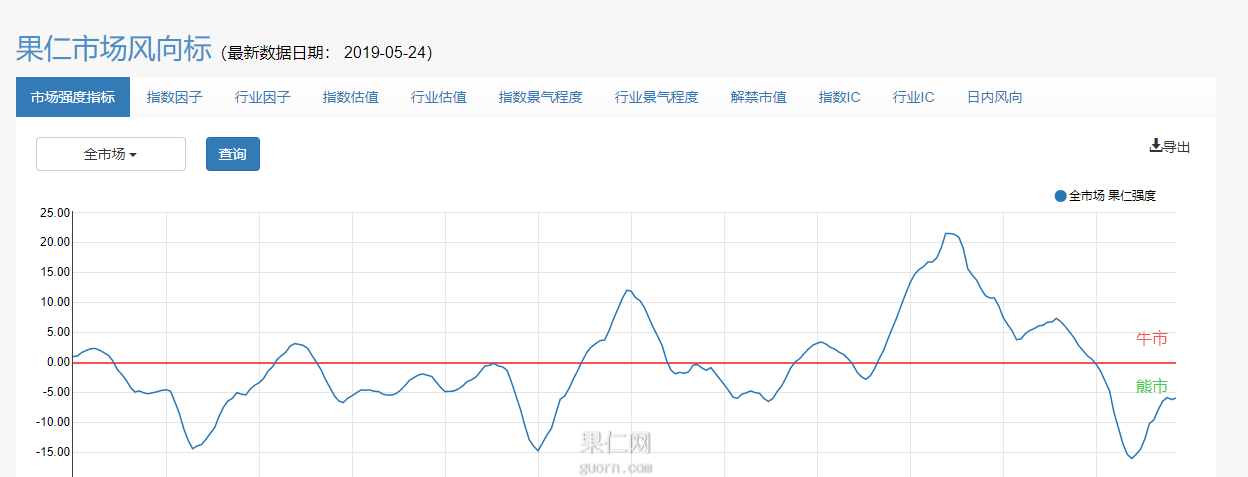 果仁市场风向标（最新数据日期： 2019-05-24）
市场强度指标 指数因子 行业因子 指数估值 行业估值 指数景气程度 行业景气程度 解禁市值 指数IC 行业IC 日内风向
全市场 查询 导出
全市场 果仁强度
25.00
20.00
15.00
10.00
5.00
牛市
0.00
熊市
-5.00
-10.00
果仁网
-15.00
guorn.com